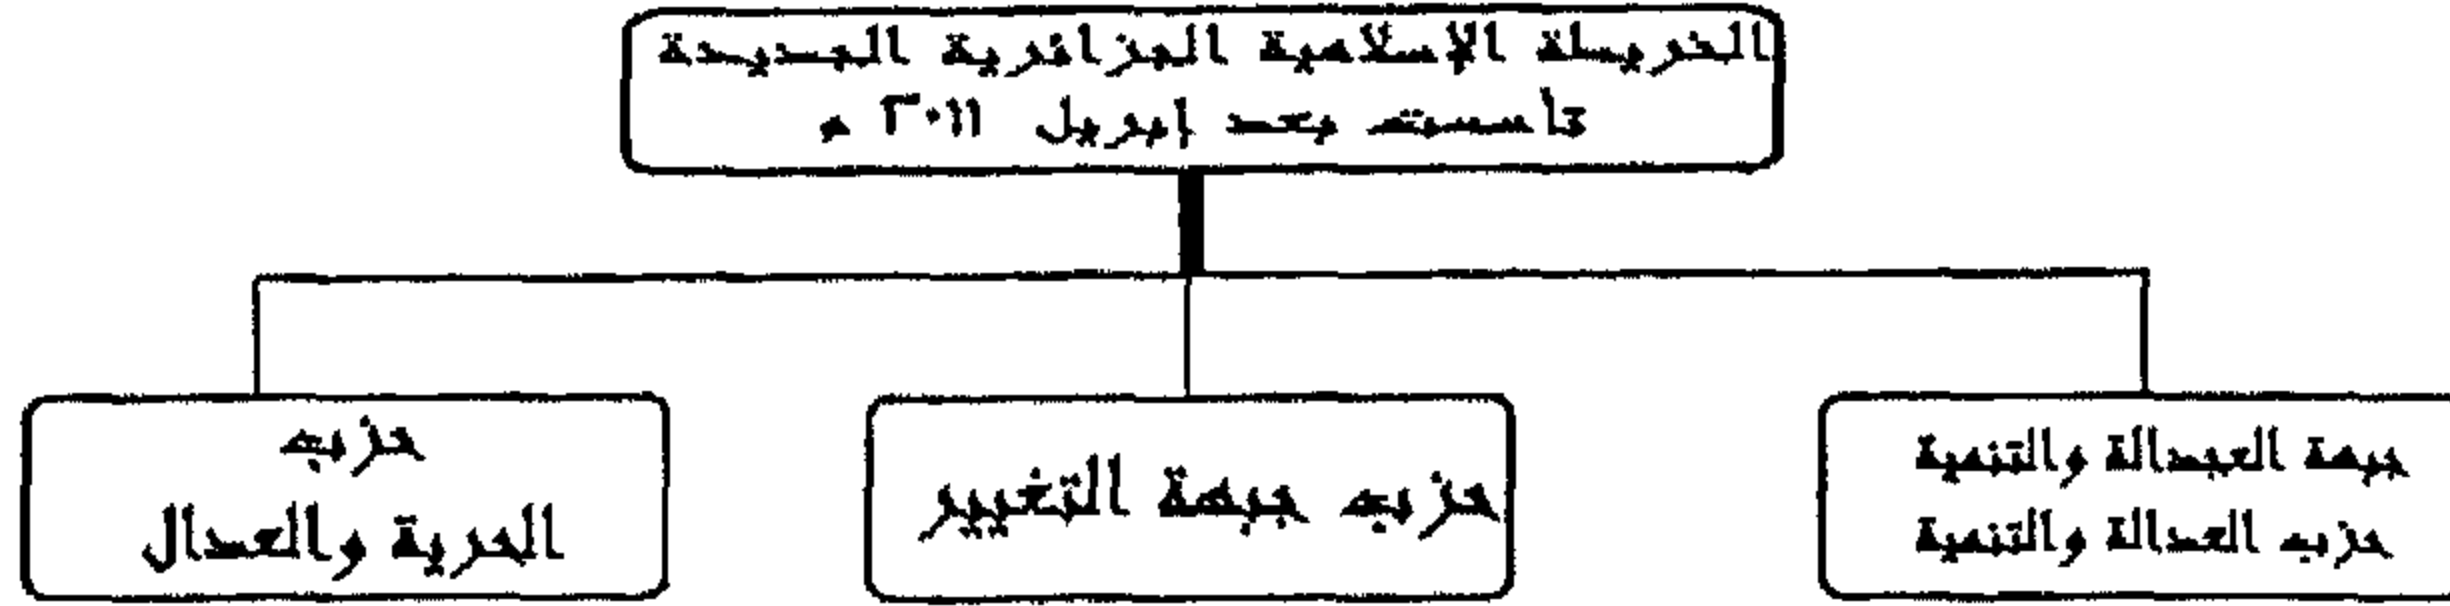 الخريطة الإسلامية الجزائرية الجديدة
تأسست بعد إبريل ٢٠١١ م
جبهة العدالة والتنمية
حزب العدالة والتنمية
حزب جبهة التغيير
حزب
الحرية والعدال